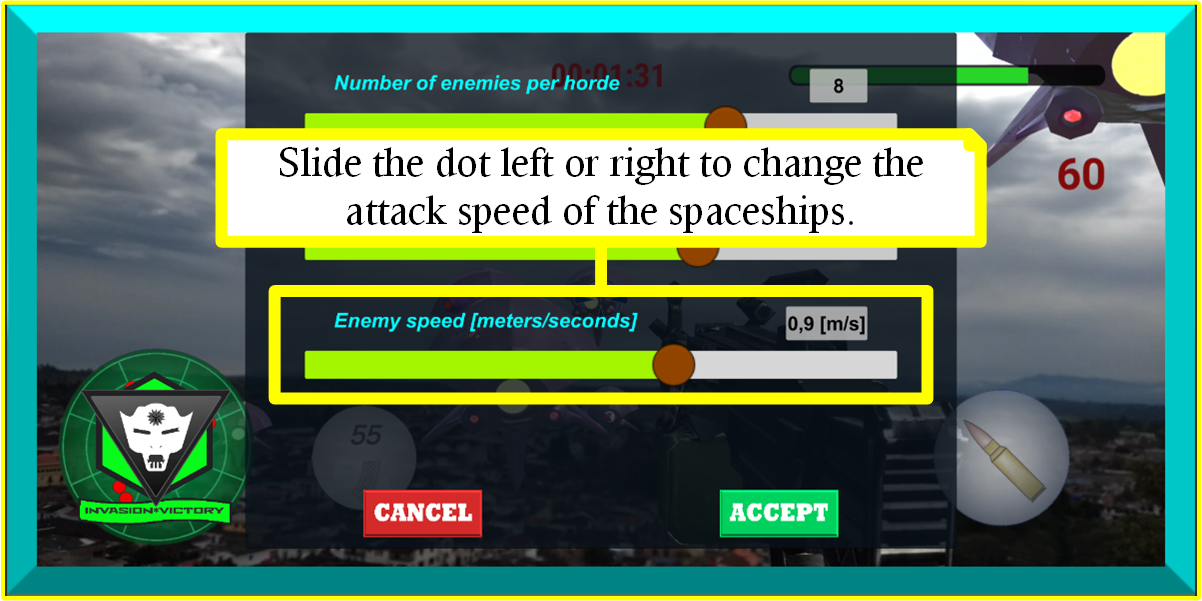 00:01:31
Number of enemies per horde
8
Slide the dot left or right to change the
attack speed of the spaceships.
60
Enemy speed [meters/seconds]
0,9 [m/s]
55
INVASION*VICTORY
CANCEL
ACCEPT